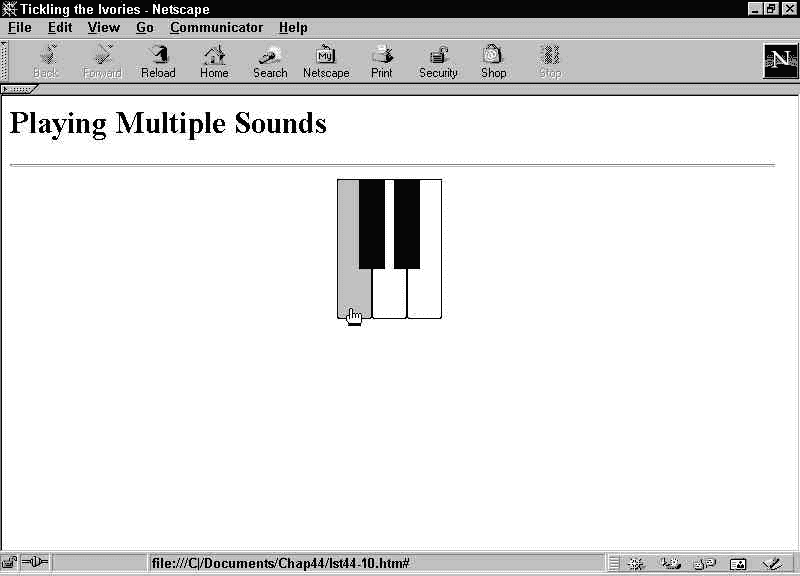 Tickling the Ivories - Netscape
File Edit View Go Communicator Help
My
N
Back Forward Reload Home Search Netscape Print Security Shop Stop
Playing Multiple Sounds
file:///C|/Documents/Chap44/lst44-10.htm#